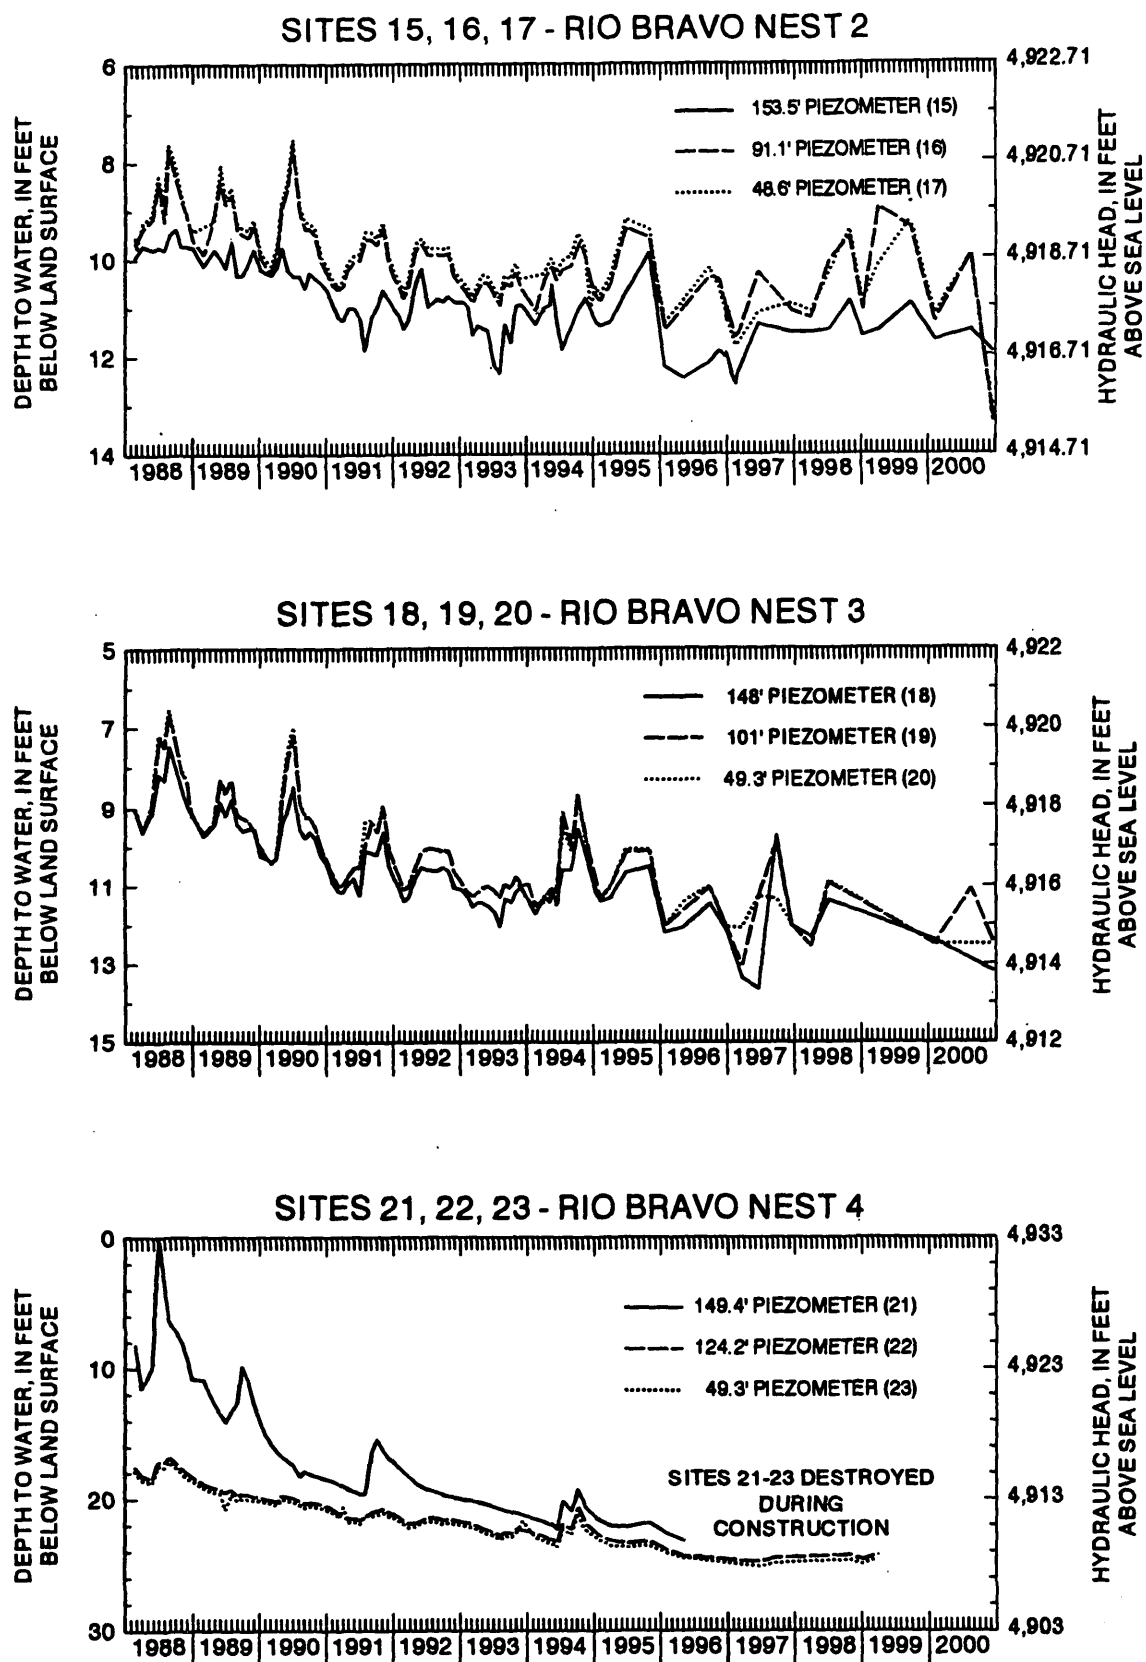 SITES 15, 16, 17 - RIO BRAVO NEST 2
DEPTH TO WATER, IN FEET
BELOW LAND SURFACE
6
8
10
12
14
153.5' PIEZOMETER (15)
91.1' PIEZOMETER (16)
48.6' PIEZOMETER (17)
4,922.71
4,920.71
4,918.71
4,916.71
4,914.71
HYDRAULIC HEAD, IN FEET
ABOVE SEA LEVEL
1988 1989 1990 1991 1992 1993 1994 1995 1996 1997 1998 1999 2000
SITES 18, 19, 20 - RIO BRAVO NEST 3
DEPTH TO WATER, IN FEET
BELOW LAND SURFACE
5
7
9
11
13
15
148' PIEZOMETER (18)
101' PIEZOMETER (19)
49.3' PIEZOMETER (20)
4,922
4,920
4,918
4,916
4,914
4,912
HYDRAULIC HEAD, IN FEET
ABOVE SEA LEVEL
1988 1989 1990 1991 1992 1993 1994 1995 1996 1997 1998 1999 2000
SITES 21, 22, 23 - RIO BRAVO NEST 4
DEPTH TO WATER, IN FEET
BELOW LAND SURFACE
0
10
20
30
149.4' PIEZOMETER (21)
124.2' PIEZOMETER (22)
49.3' PIEZOMETER (23)
SITES 21-23 DESTROYED
DURING
CONSTRUCTION
4,933
4,923
4,913
4,903
HYDRAULIC HEAD, IN FEET
ABOVE SEA LEVEL
1988 1989 1990 1991 1992 1993 1994 1995 1996 1997 1998 1999 2000